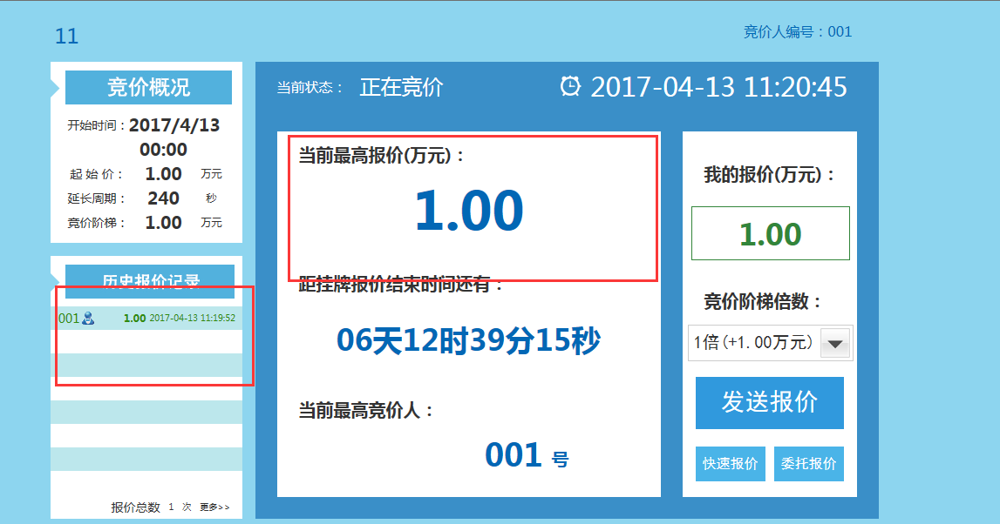 11
竞价人编号：001
竞价概况
开始时间：2017/4/13
00:00
起 始 价： 1.00 万元
延长周期： 240 秒
竞价阶梯： 1.00 万元
历史报价记录
001 1.00 2017-04-13 11:19:52
报价总数 1 次 更多>>
当前状态： 正在竞价
2017-04-13 11:20:45
当前最高报价(万元)：
1.00
距挂牌报价结束时间还有：
06天12时39分15秒
当前最高竞价人：
001 号
我的报价(万元)：
1.00
竞价阶梯倍数：
1倍(+1.00万元)
发送报价
快速报价 委托报价